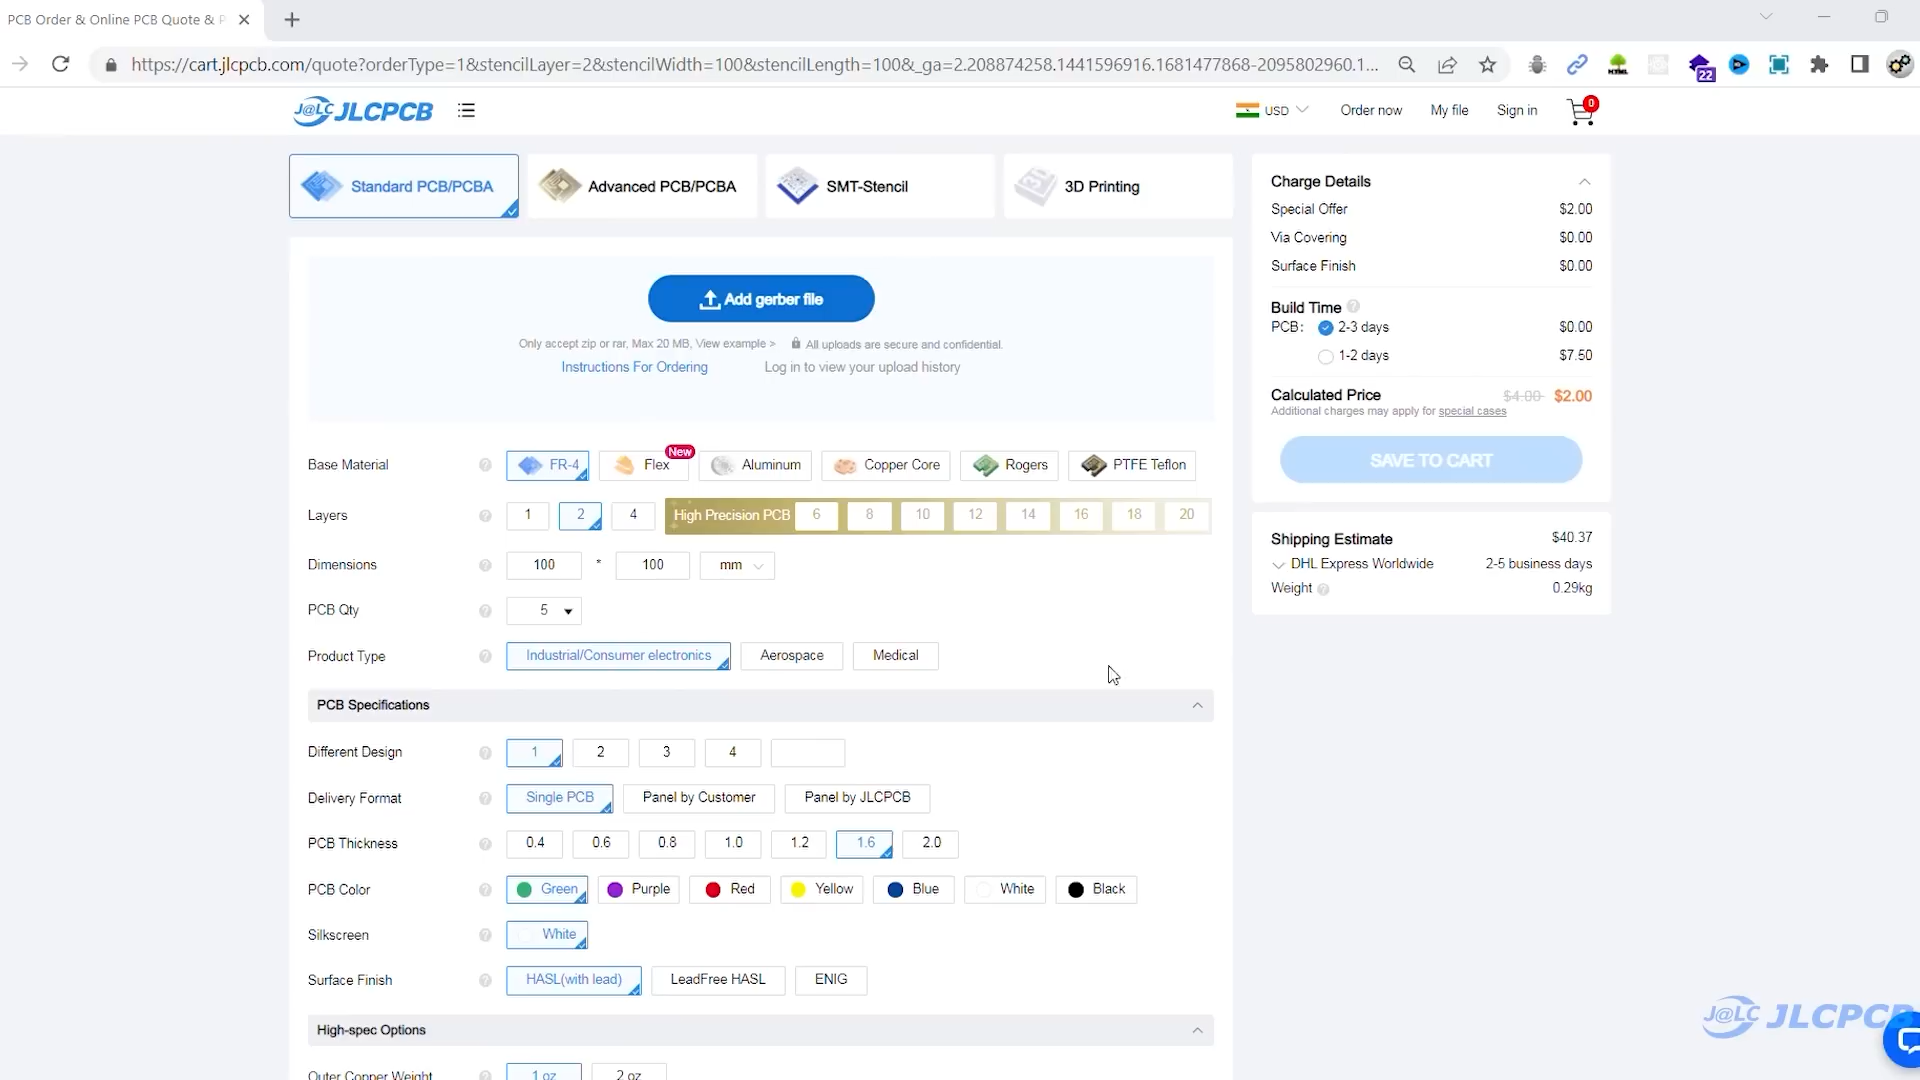 PCB Order & Online PCB Quote & P
https://cart.jlcpcb.com/quote?orderType=1&stencilLayer=2&stencilWidth=100&stencilLength=100&_ga=2.208874258.1441596916.1681477868-2095802960.1...
22
J@LC JLCPCB
USD
Order now
My file
Sign in
0
Standard PCB/PCBA
Advanced PCB/PCBA
SMT-Stencil
3D Printing
Add gerber file
Only accept zip or rar, Max 20 MB, View example >
All uploads are secure and confidential.
Instructions For Ordering
Log in to view your upload history
Base Material
FR-4
Flex
New
Aluminum
Copper Core
Rogers
PTFE Teflon
Layers
1
2
4
High Precision PCB
6
8
10
12
14
16
18
20
Dimensions
100
*
100
mm
PCB Qty
5
Product Type
Industrial/Consumer electronics
Aerospace
Medical
PCB Specifications
Different Design
1
2
3
4
Delivery Format
Single PCB
Panel by Customer
Panel by JLCPCB
PCB Thickness
0.4
0.6
0.8
1.0
1.2
1.6
2.0
PCB Color
Green
Purple
Red
Yellow
Blue
White
Black
Silkscreen
White
Surface Finish
HASL(with lead)
LeadFree HASL
ENIG
High-spec Options
Outer Copper Weight
1 oz
2 oz
Charge Details
Special Offer $2.00
Via Covering $0.00
Surface Finish $0.00
Build Time
PCB: 2-3 days $0.00
1-2 days $7.50
Calculated Price $4.00 $2.00
Additional charges may apply for special cases
SAVE TO CART
Shipping Estimate $40.37
DHL Express Worldwide 2-5 business days
Weight 0.29kg
J@LC JLCPCB